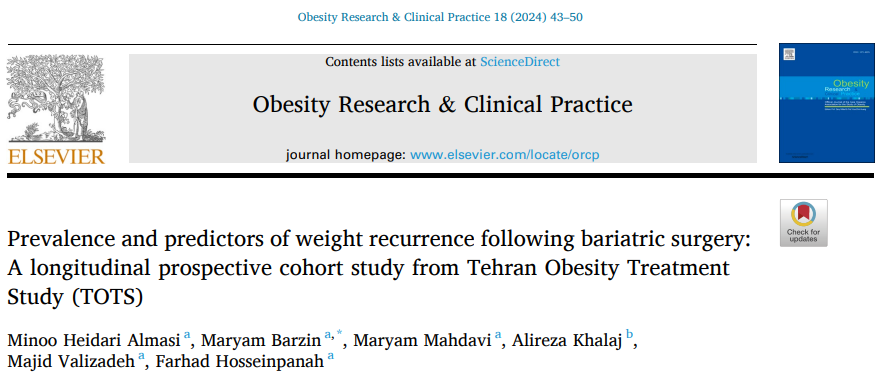 Obesity Research & Clinical Practice 18 (2024) 43–50
Contents lists available at ScienceDirect
Obesity Research & Clinical Practice
journal homepage: www.elsevier.com/locate/orcp
ELSEVIER
Obesity
Research
Check for
updates
Prevalence and predictors of weight recurrence following bariatric surgery:
A longitudinal prospective cohort study from Tehran Obesity Treatment
Study (TOTS)
Minoo Heidari Almasi a, Maryam Barzin a,*, Maryam Mahdavi a, Alireza Khalaj b,
Majid Valizadeh a, Farhad Hosseinpanah a